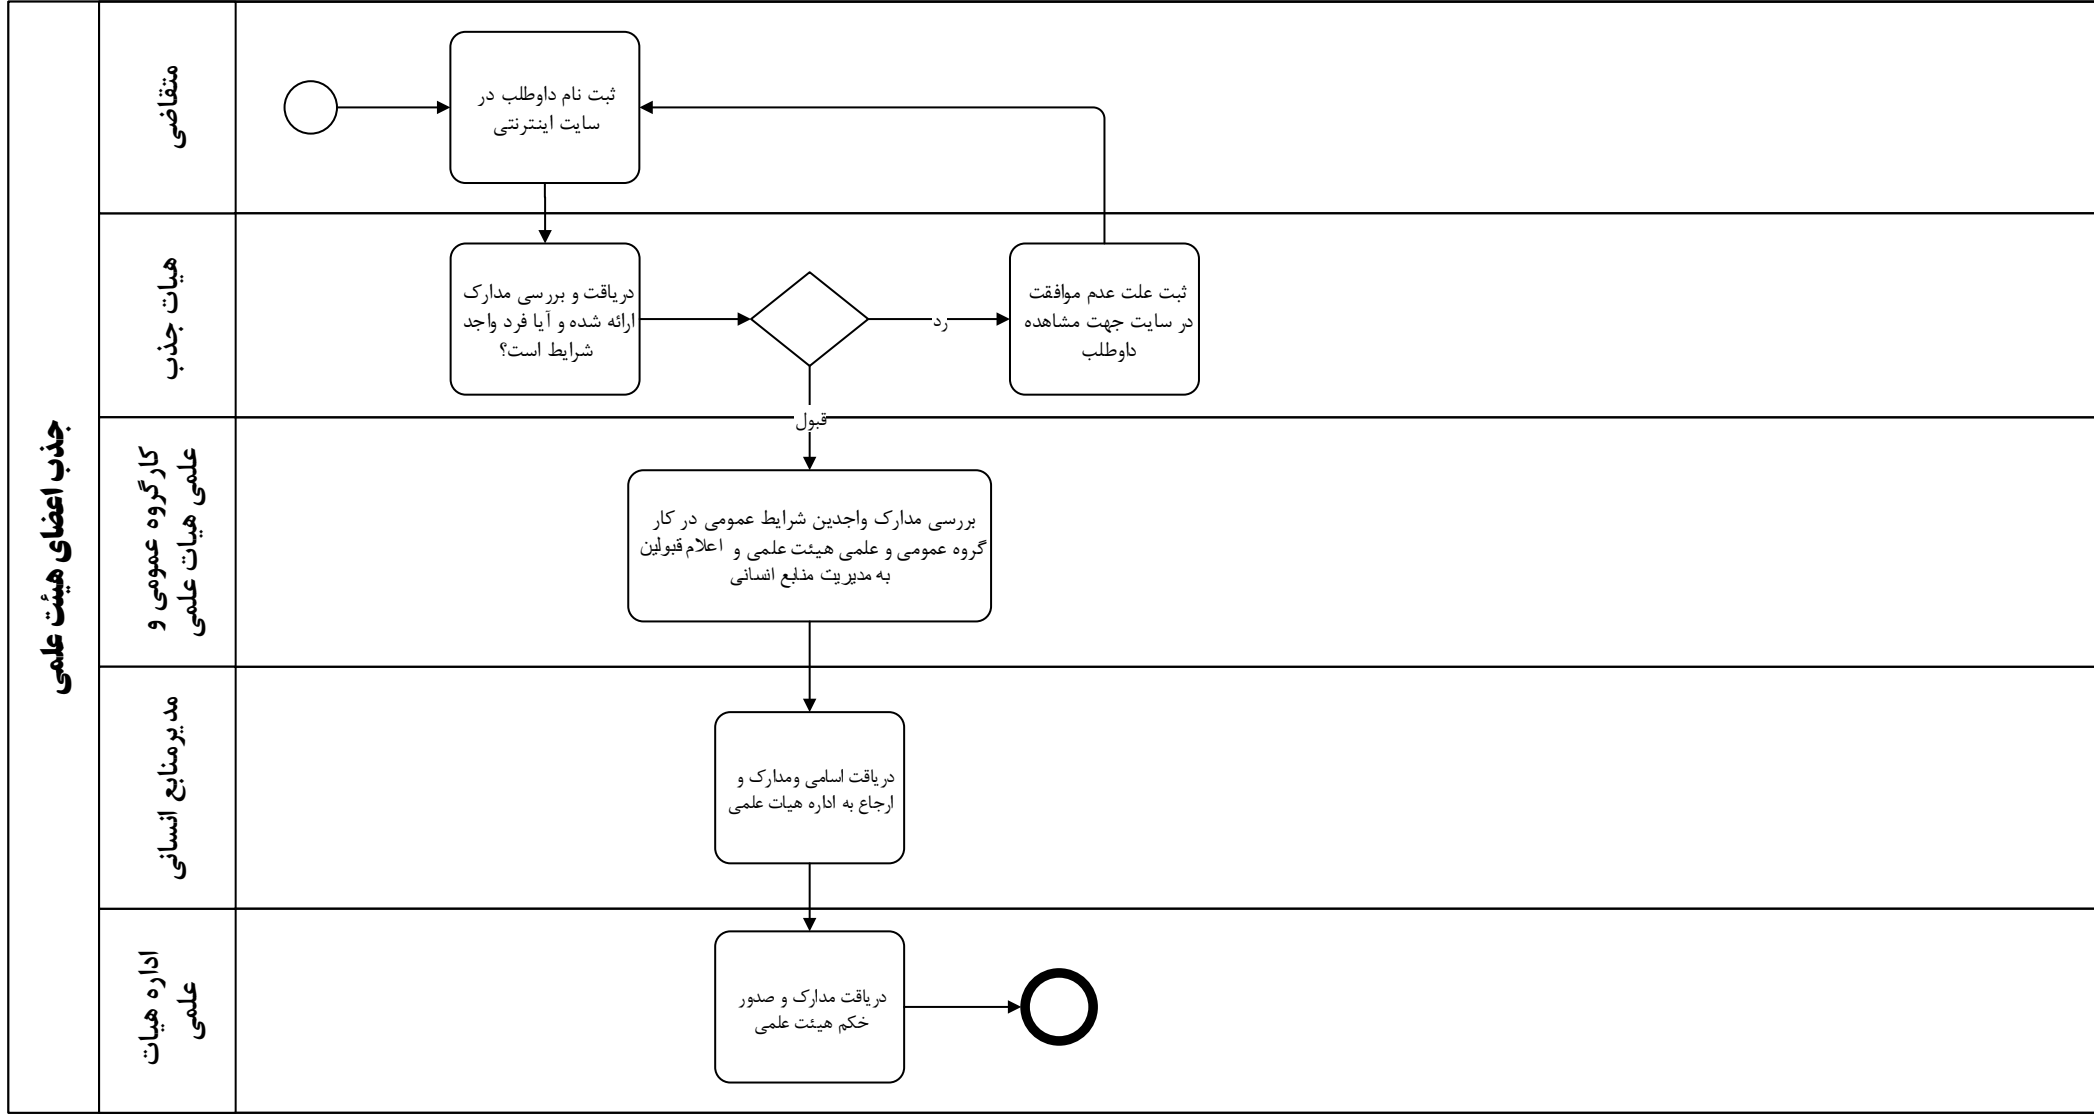 جذب اعضای هیئت علمی
متقاضی
ثبت نام داوطلب در
سایت اینترنتی
هیات جذب
دریاقت و بررسی مدارک
ارائه شده و آیا فرد واجد
شرایط است؟
رد
ثبت علت عدم موافقت
در سایت جهت مشاهده
داوطلب
قبول
کارگروه عمومی و
علمی هیات علمی
بررسی مدارک واجدین شرایط عمومی در کار
گروه عمومی و علمی هیئت علمی و اعلام قبولین
به مدیریت منابع انسانی
مدیرمنابع انسانی
دریاقت اسامی ومدارک و
ارجاع به اداره هیات علمی
اداره هیات
علمی
دریاقت مدارک و صدور
خکم هیئت علمی